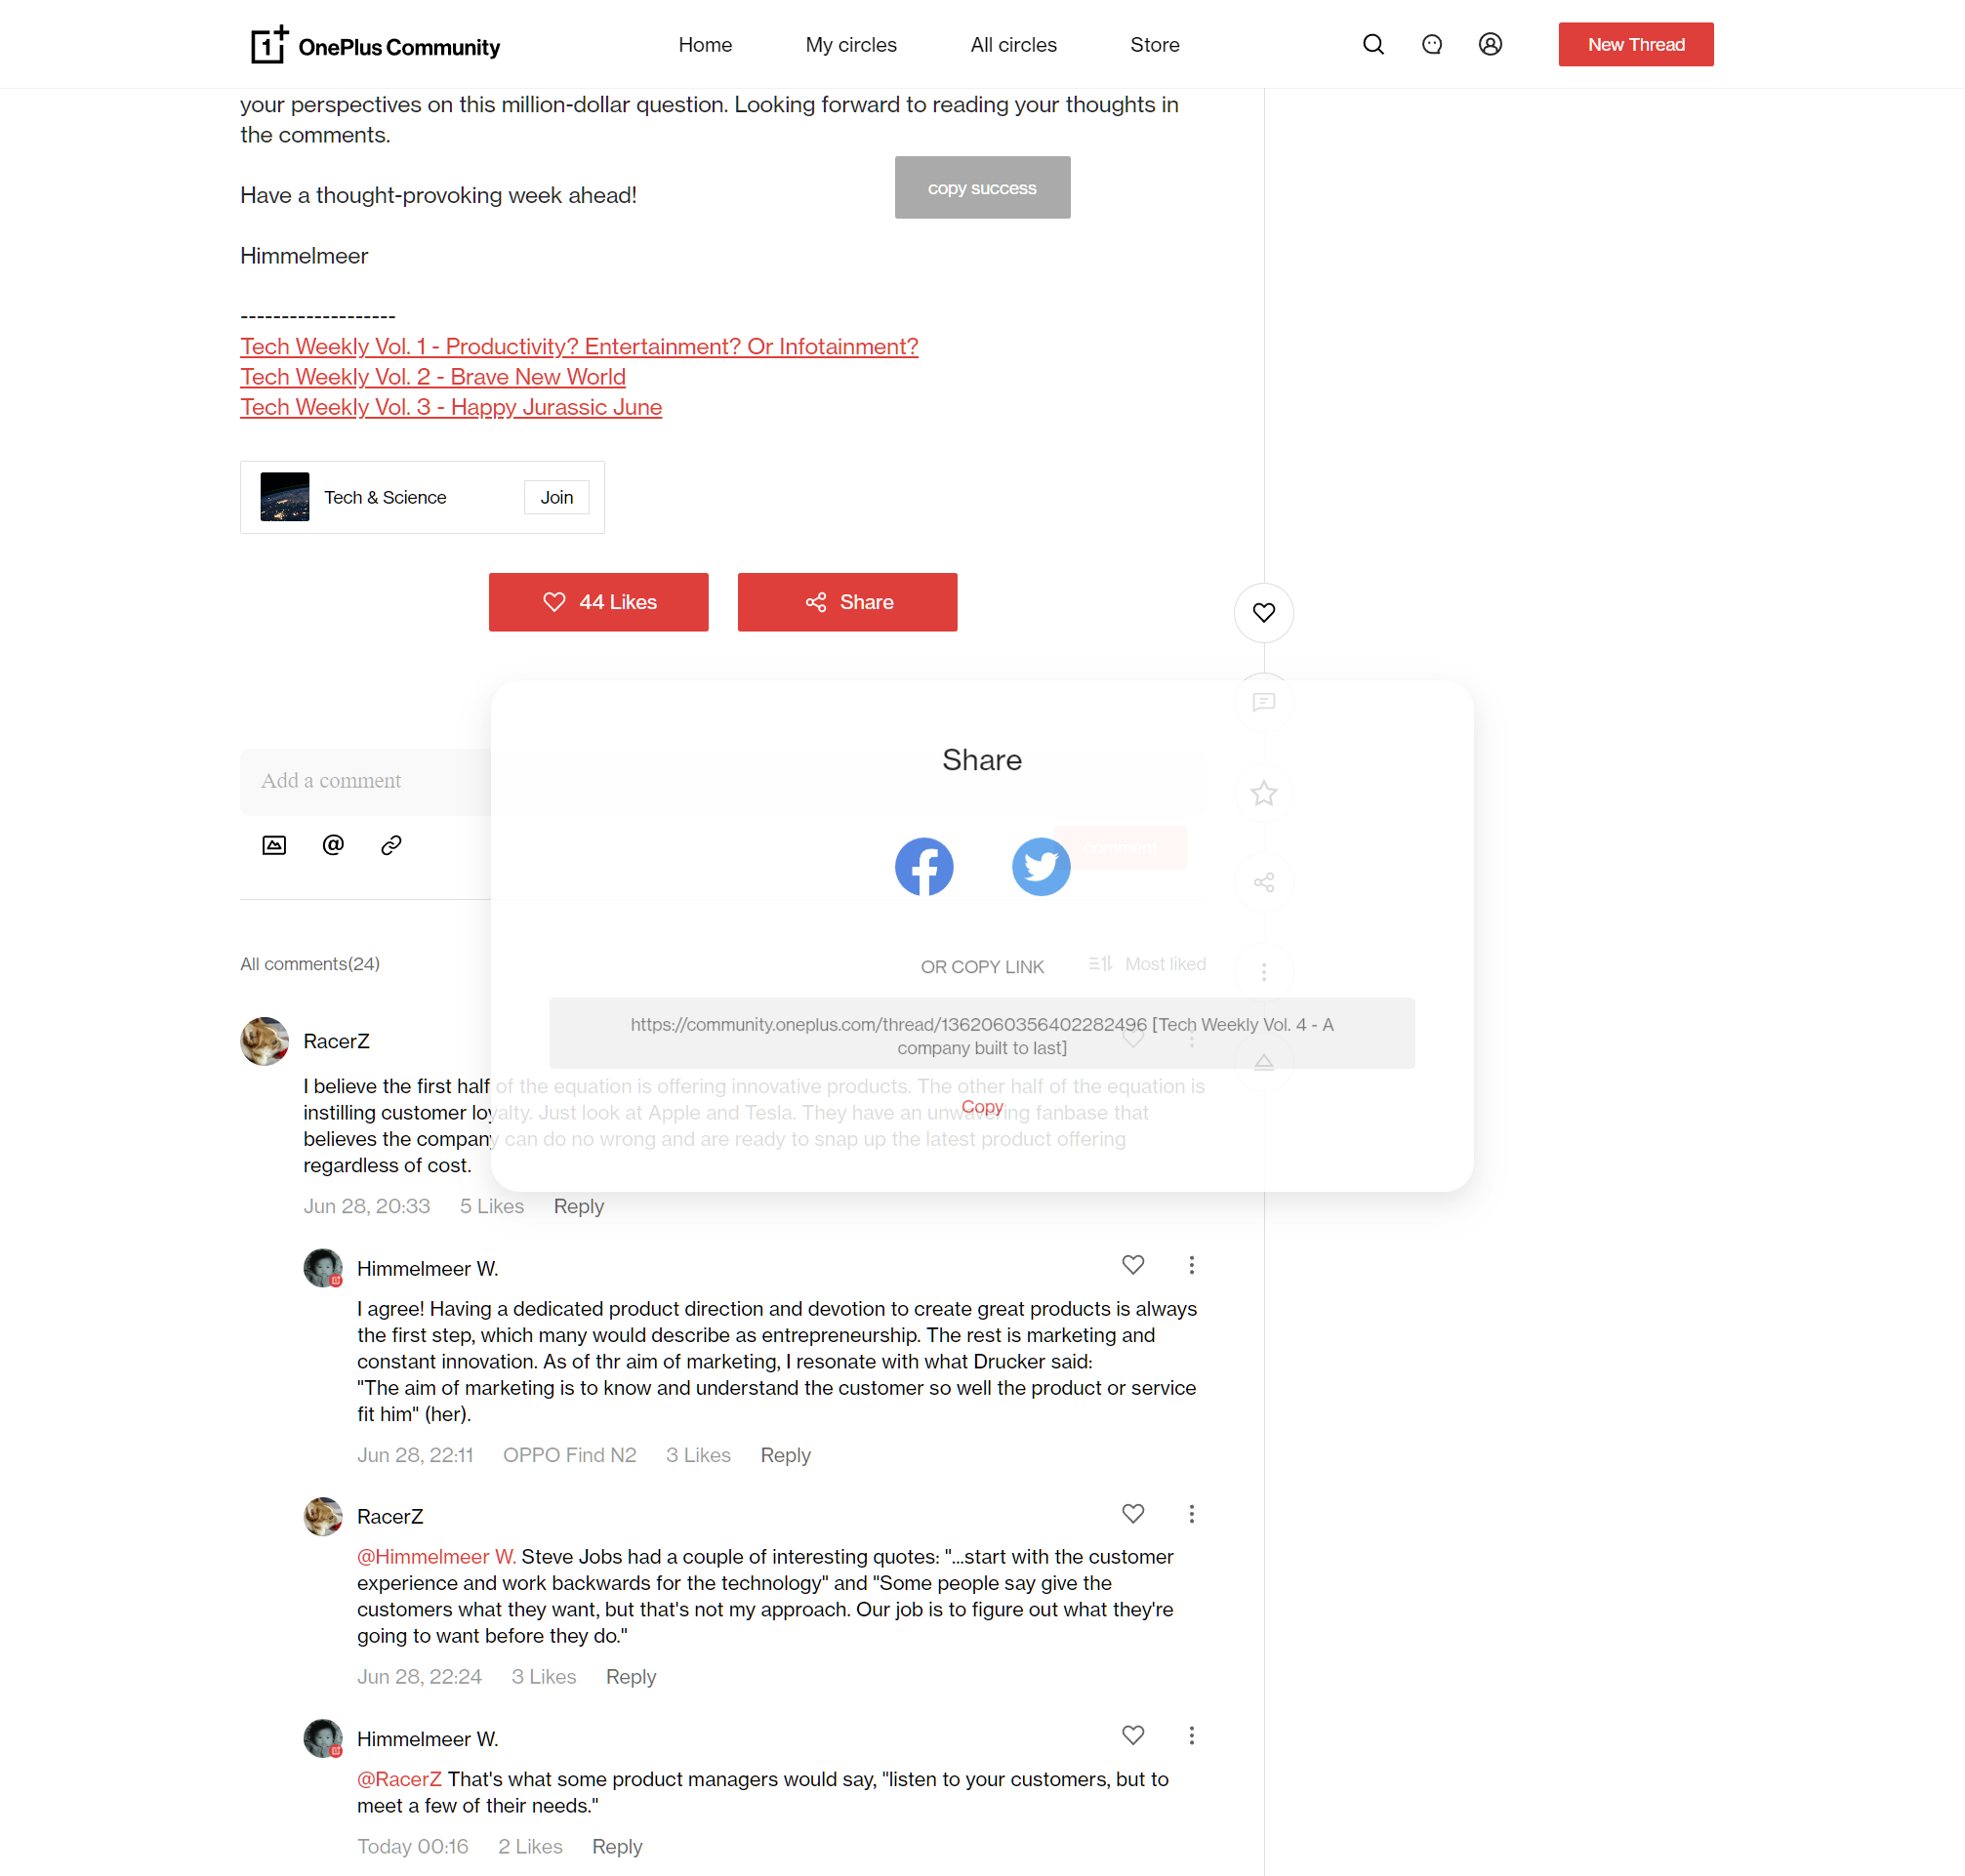 OnePlus Community
Home
My circles
All circles
Store
New Thread
your perspectives on this million-dollar question. Looking forward to reading your thoughts in
the comments.
copy success
Have a thought-provoking week ahead!
Himmelmeer
-------------------
Tech Weekly Vol. 1 - Productivity? Entertainment? Or Infotainment?
Tech Weekly Vol. 2 - Brave New World
Tech Weekly Vol. 3 - Happy Jurassic June
Tech & Science
Join
44 Likes
Share
Share
Add a comment
comment
All comments(24)
OR COPY LINK
Most liked
https://community.oneplus.com/thread/1362060356402282496 [Tech Weekly Vol. 4 - A
company built to last]
Copy
RacerZ
I believe the first half of the equation is offering innovative products. The other half of the equation is
instilling customer loyalty. Just look at Apple and Tesla. They have an unwavering fanbase that
believes the company can do no wrong and are ready to snap up the latest product offering
regardless of cost.
Jun 28, 20:33 5 Likes Reply
Himmelmeer W.
I agree! Having a dedicated product direction and devotion to create great products is always
the first step, which many would describe as entrepreneurship. The rest is marketing and
constant innovation. As of thr aim of marketing, I resonate with what Drucker said:
"The aim of marketing is to know and understand the customer so well the product or service
fit him" (her).
Jun 28, 22:11 OPPO Find N2 3 Likes Reply
RacerZ
@Himmelmeer W. Steve Jobs had a couple of interesting quotes: "...start with the customer
experience and work backwards for the technology" and "Some people say give the
customers what they want, but that's not my approach. Our job is to figure out what they're
going to want before they do."
Jun 28, 22:24 3 Likes Reply
Himmelmeer W.
@RacerZ That's what some product managers would say, "listen to your customers, but to
meet a few of their needs."
Today 00:16 2 Likes Reply